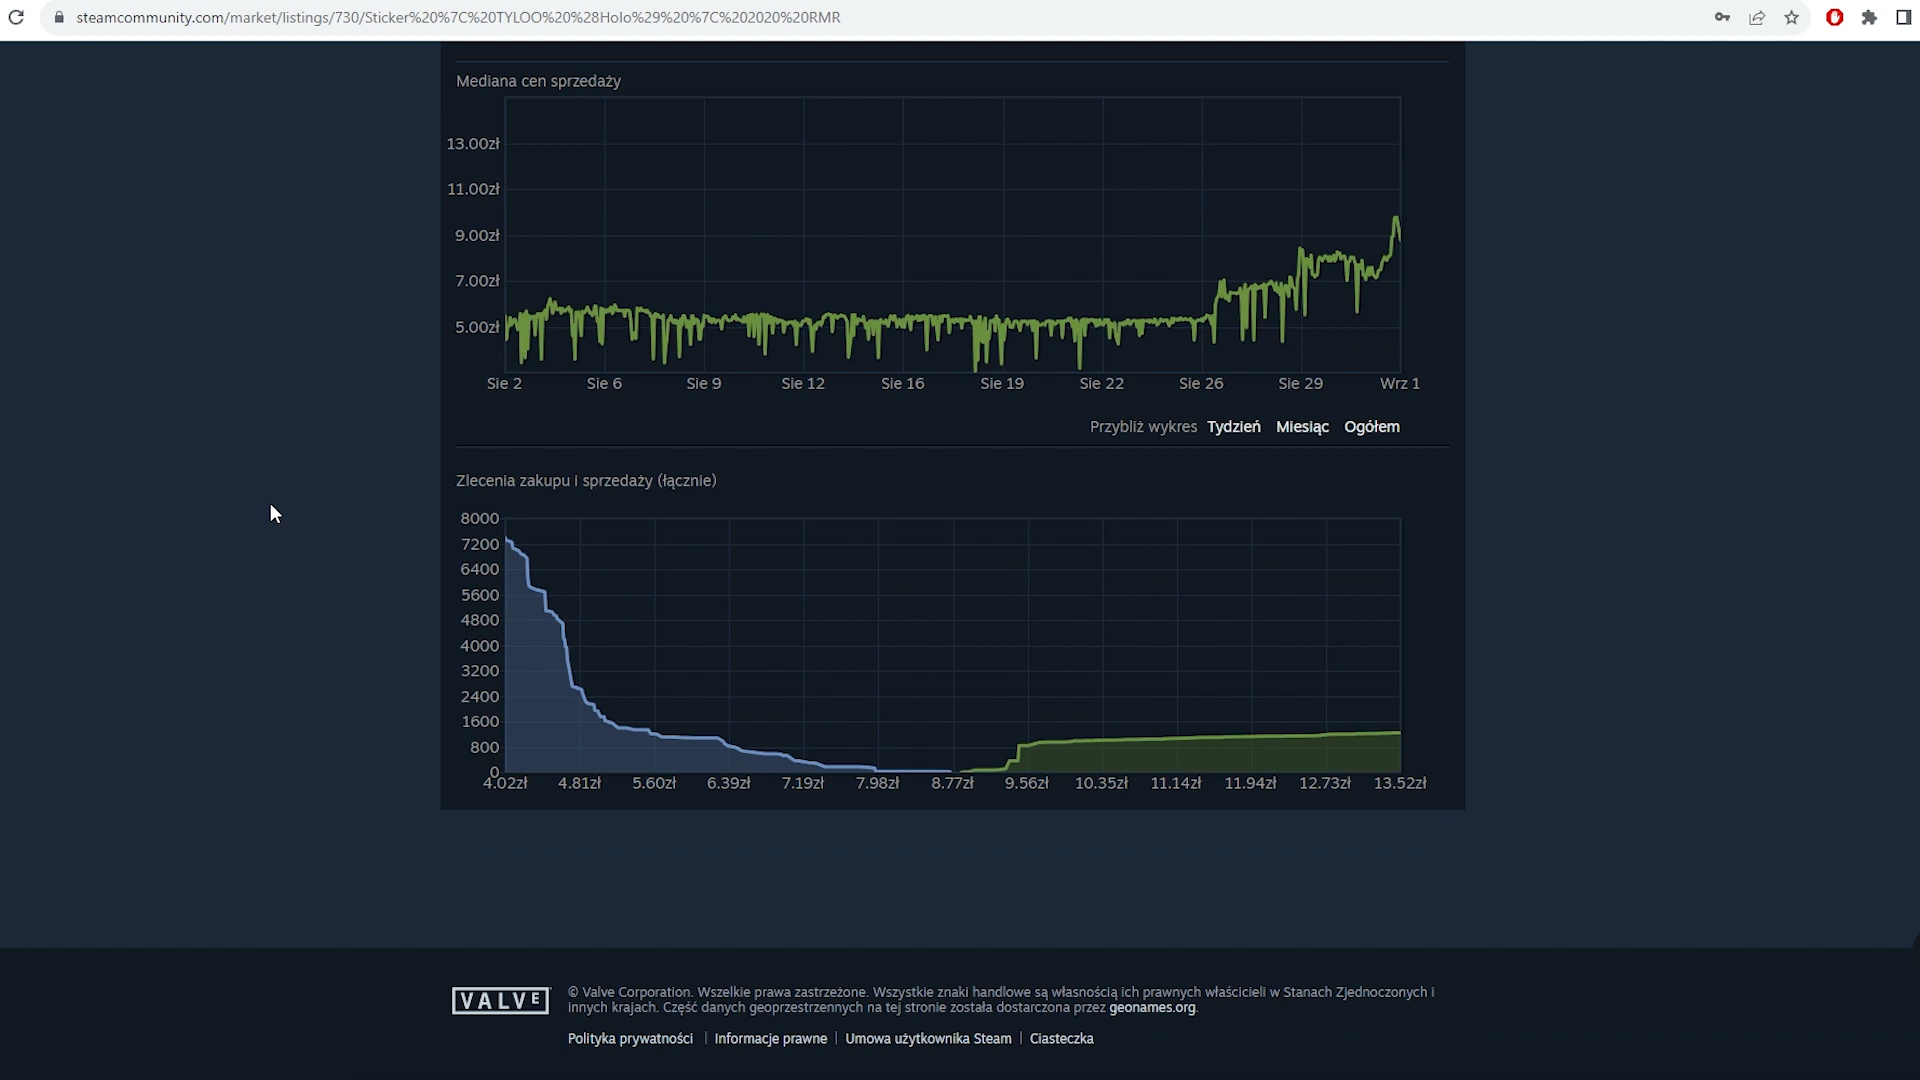 steamcommunity.com/market/listings/730/Sticker%20%7C%20TYLOO%20%28Holo%29%20%7C%202020%20RMR
Mediana cen sprzedaży
13.00zł
11.00zł
9.00zł
7.00zł
5.00zł
Sie 2 Sie 6 Sie 9 Sie 12 Sie 16 Sie 19 Sie 22 Sie 26 Sie 29 Wrz 1
Przybliż wykres Tydzień Miesiąc Ogółem
Zlecenia zakupu i sprzedaży (łącznie)
8000
7200
6400
5600
4800
4000
3200
2400
1600
800
0
4.02zł 4.81zł 5.60zł 6.39zł 7.19zł 7.98zł 8.77zł 9.56zł 10.35zł 11.14zł 11.94zł 12.73zł 13.52zł
VALVE © Valve Corporation. Wszelkie prawa zastrzeżone. Wszystkie znaki handlowe są własnością ich prawnych właścicieli w Stanach Zjednoczonych i
innych krajach. Część danych geoprzestrzennych na tej stronie została dostarczona przez geonames.org.
Polityka prywatności | Informacje prawne | Umowa użytkownika Steam | Ciasteczka